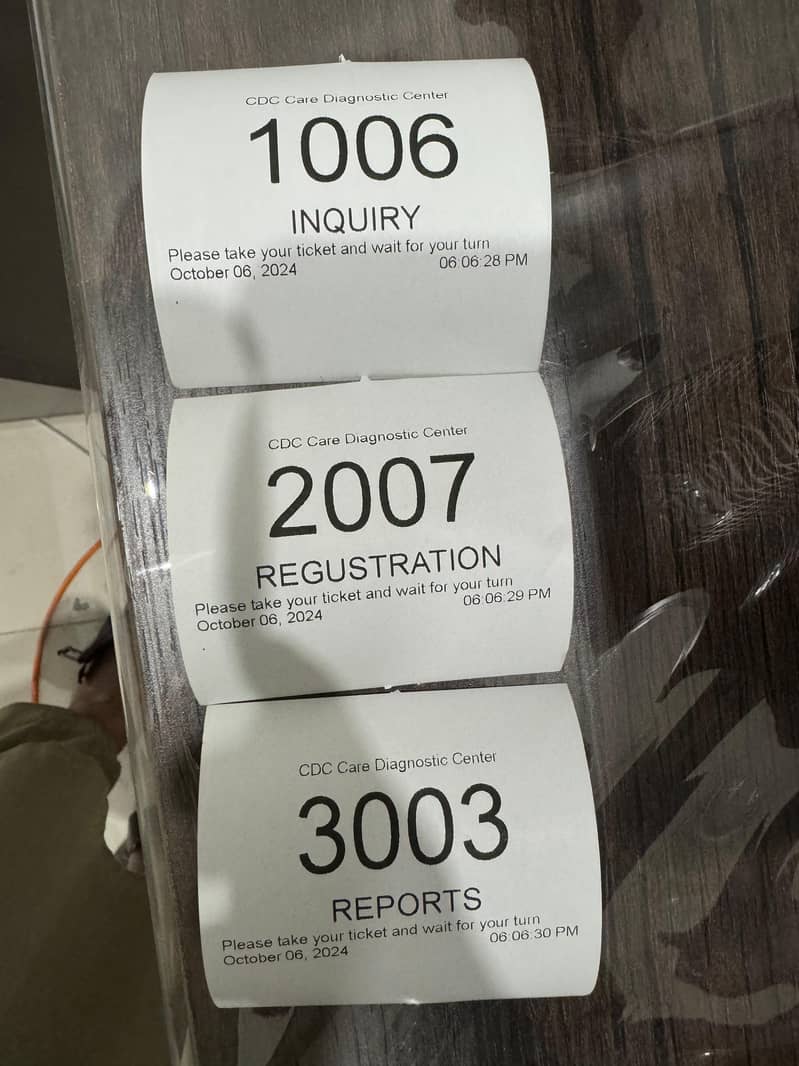 CDC Care Diagnostic Center
1006
INQUIRY
Please take your ticket and wait for your turn
October 06, 2024 06:06:28 PM
CDC Care Diagnostic Center
2007
REGUSTRATION
Please take your ticket and wait for your turn
October 06, 2024 06:06:29 PM
CDC Care Diagnostic Center
3003
REPORTS
Please take your ticket and wait for your turn
October 06, 2024 06:06:30 PM